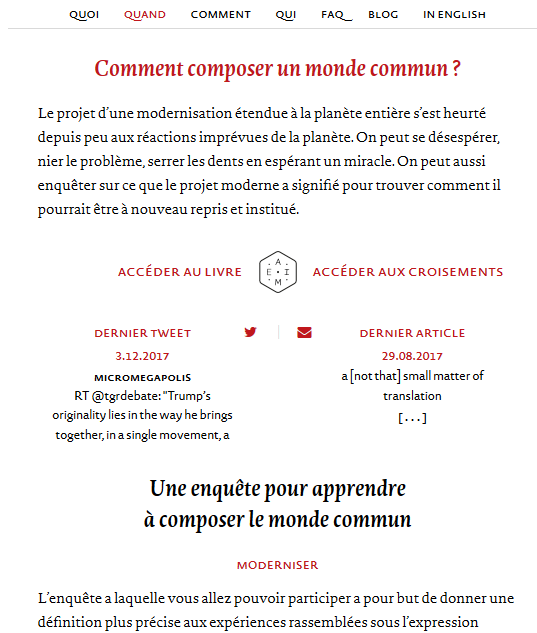 QUOI QUAND COMMENT QUI FAQ BLOG IN ENGLISH
Comment composer un monde commun ?
Le projet d'une modernisation étendue à la planète entière s'est heurté
depuis peu aux réactions imprévues de la planète. On peut se désespérer,
nier le problème, serrer les dents en espérant un miracle. On peut aussi
enquêter sur ce que le projet moderne a signifié pour trouver comment il
pourrait être à nouveau repris et institué.
ACCÉDER AU LIVRE A E I M ACCÉDER AUX CROISEMENTS
DERNIER TWEET
3.12.2017
MICROMEGAPOLIS
RT @tgrdebate: "Trump's
originality lies in the way he brings
together, in a single movement, a
DERNIER ARTICLE
29.08.2017
a [not that] small matter of
translation
[...]
Une enquête pour apprendre
à composer le monde commun
MODERNISER
L'enquête a laquelle vous allez pouvoir participer a pour but de donner une
définition plus précise aux expériences rassemblées sous l'expression